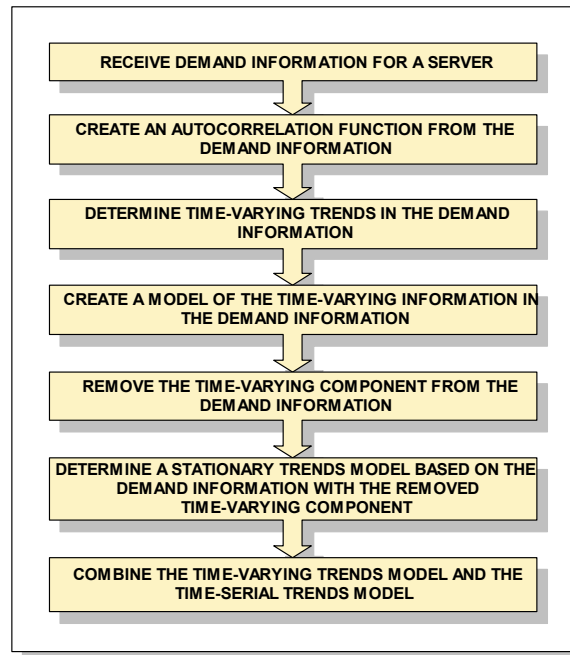 RECEIVE DEMAND INFORMATION FOR A SERVER
CREATE AN AUTOCORRELATION FUNCTION FROM THE
DEMAND INFORMATION
DETERMINE TIME-VARYING TRENDS IN THE DEMAND
INFORMATION
CREATE A MODEL OF THE TIME-VARYING INFORMATION IN
THE DEMAND INFORMATION
REMOVE THE TIME-VARYING COMPONENT FROM THE
DEMAND INFORMATION
DETERMINE A STATIONARY TRENDS MODEL BASED ON THE
DEMAND INFORMATION WITH THE REMOVED
TIME-VARYING COMPONENT
COMBINE THE TIME-VARYING TRENDS MODEL AND THE
TIME-SERIAL TRENDS MODEL